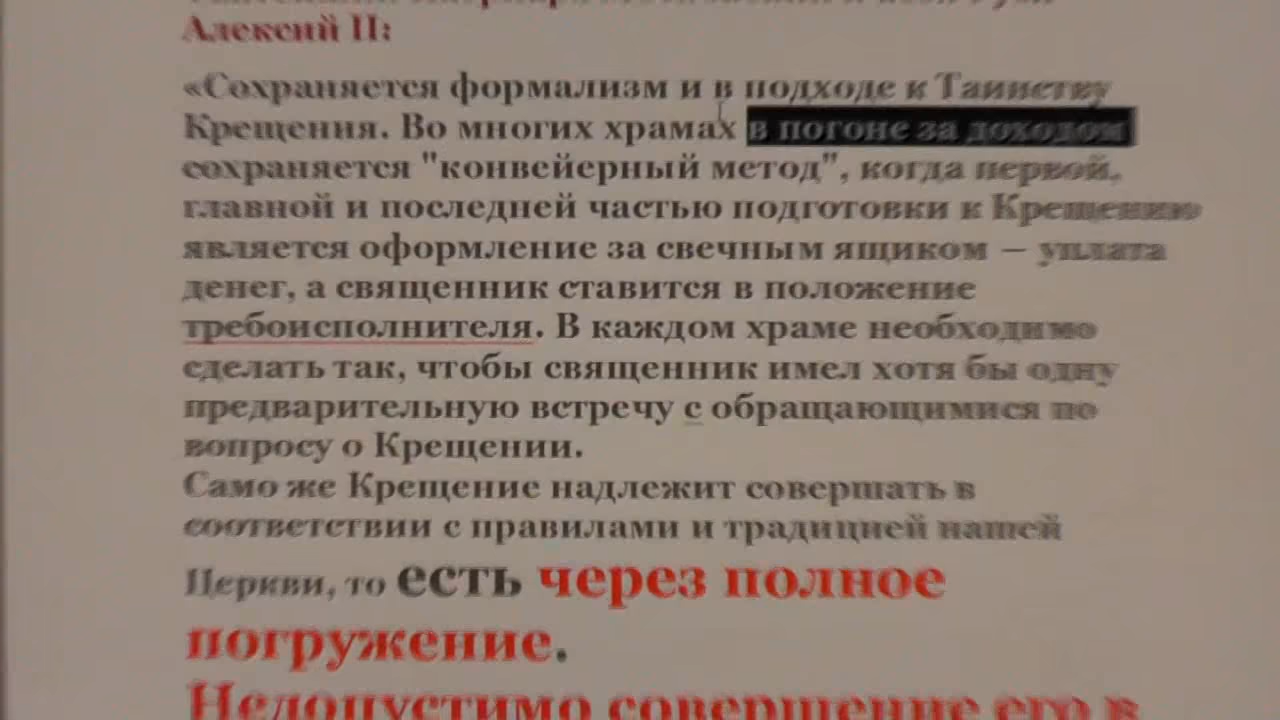 Алексий II:
«Сохраняется формализм и в подходе к Таинству
Крещения. Во многих храмах в погоне за доходом
сохраняется "конвейерный метод", когда первой,
главной и последней частью подготовки к Крещению
является оформление за свечным ящиком – уплата
денег, а священник ставится в положение
требоисполнителя. В каждом храме необходимо
сделать так, чтобы священник имел хотя бы одну
предварительную встречу с обращающимися по
вопросу о Крещении.
Само же Крещение надлежит совершать в
соответствии с правилами и традицией нашей
Церкви, то есть через полное
погружение.
Недопустимо совершение его в